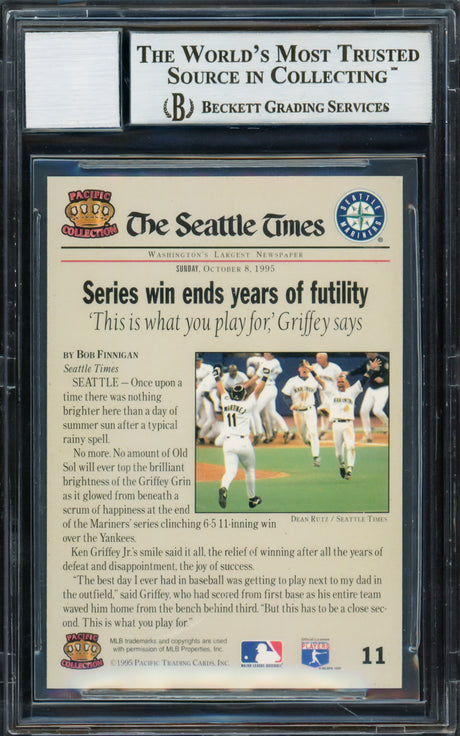 THE WORLD'S MOST TRUSTED
SOURCE IN COLLECTING™
B BECKETT GRADING SERVICES
PACIFIC
COLLECTION
The Seattle Times
SEATTLE
MARINERS
®
WASHINGTON'S LARGEST NEWSPAPER
SUNDAY, OCTOBER 8, 1995
Series win ends years of futility
'This is what you play for,' Griffey says
BY BOB FINNIGAN
Seattle Times
SEATTLE — Once upon a
time there was nothing
brighter here than a day of
summer sun after a typical
rainy spell.
No more. No amount of Old
Sol will ever top the brilliant
brightness of the Griffey Grin
as it glowed from beneath a
scrum of happiness at the end
of the Mariners' series clinching 6-5 11-inning win
over the Yankees.
MARTINEZ
11
DEAN RUTZ / SEATTLE TIMES
Ken Griffey Jr.'s smile said it all, the relief of winning after all the years of
defeat and disappointment, the joy of success.
"The best day I ever had in baseball was getting to play next to my dad in
the outfield," said Griffey, who had scored from first base as his entire team
waved him home from the bench behind third. "But this has to be a close sec-
ond. This is what you play for."
PACIFIC
COLLECTION
MLB trademarks and copyrights are used
with permission of MLB Properties, Inc.
©1995 PACIFIC TRADING CARDS, INC.
MAJOR LEAGUE BASEBALL
Official Licensee
PLAYERS
© MLBPA 1995
11